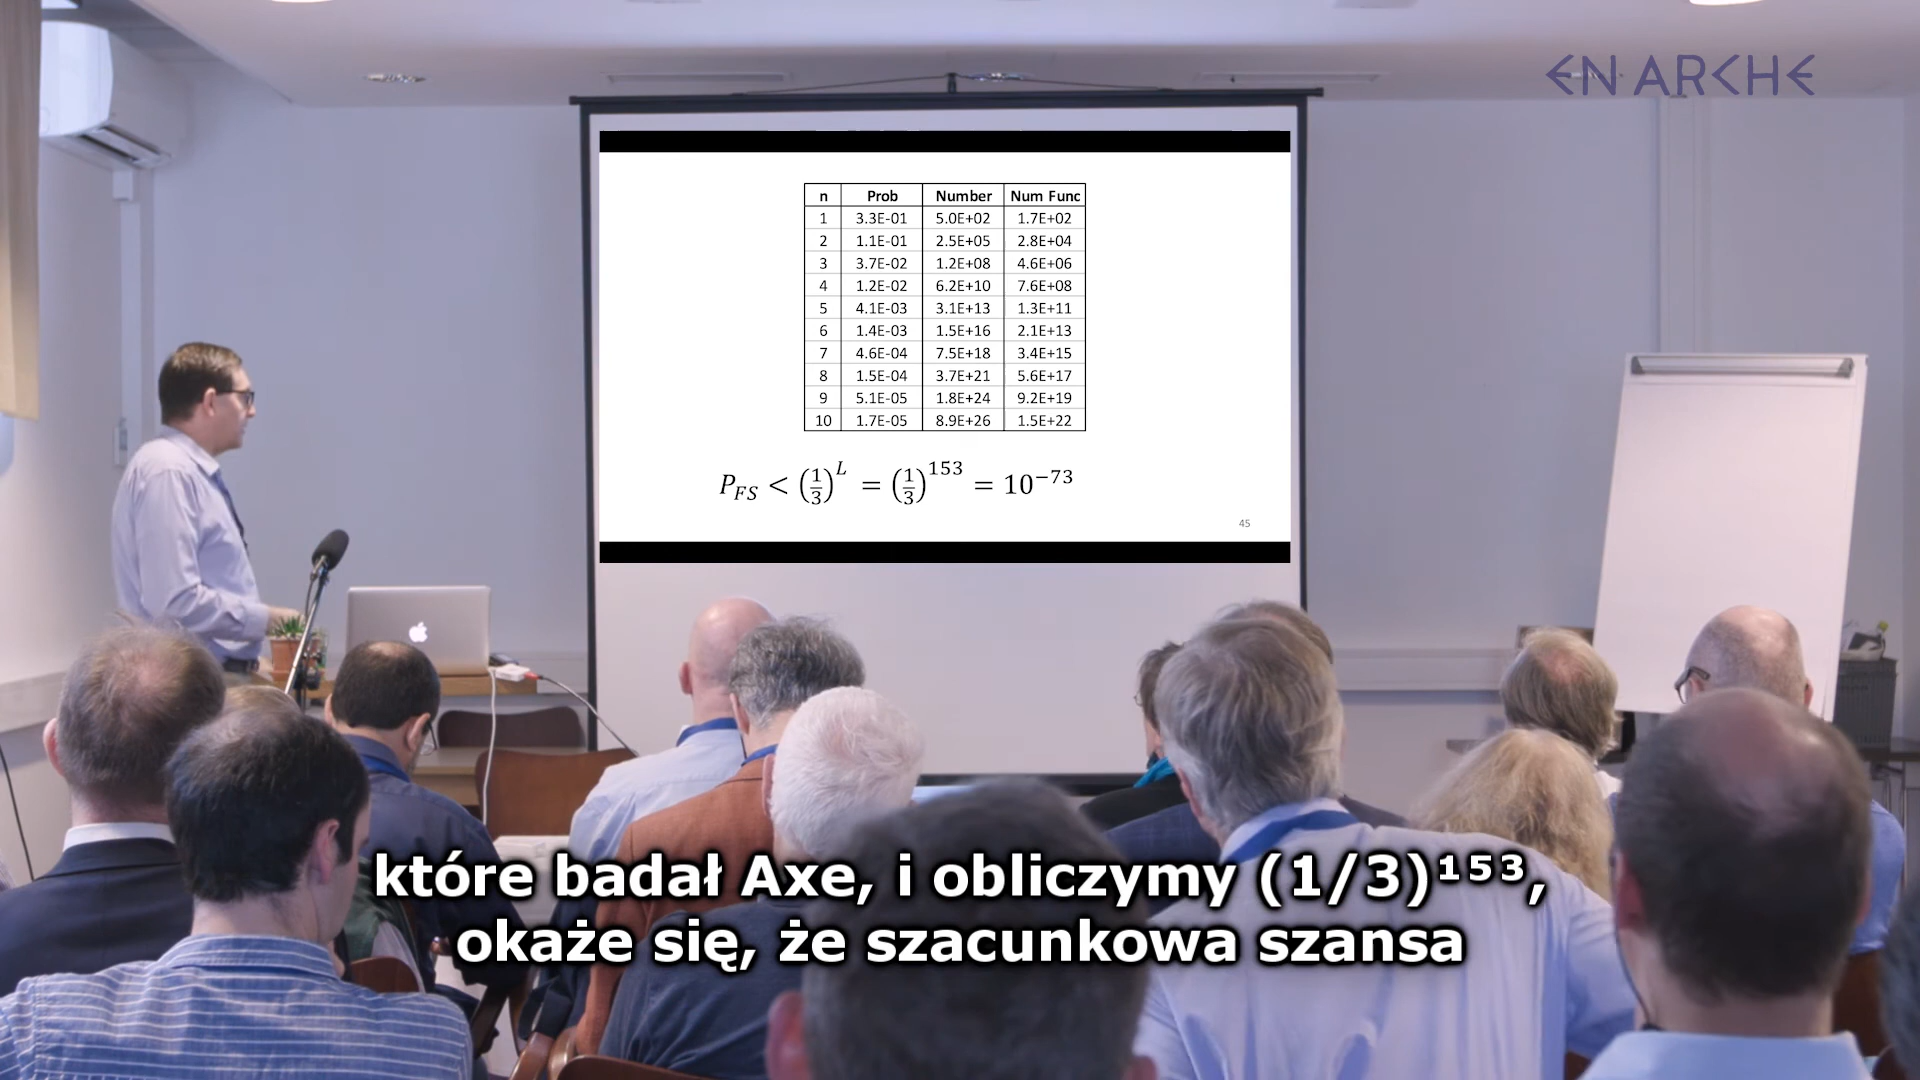 EN ARCHE
n Prob Number Num Func
1 3.3E-01 5.0E+02 1.7E+02
2 1.1E-01 2.5E+05 2.8E+04
3 3.7E-02 1.2E+08 4.6E+06
4 1.2E-02 6.2E+10 7.6E+08
5 4.1E-03 3.1E+13 1.3E+11
6 1.4E-03 1.5E+16 2.1E+13
7 4.6E-04 7.5E+18 3.4E+15
8 1.5E-04 3.7E+21 5.6E+17
9 5.1E-05 1.8E+24 9.2E+19
10 1.7E-05 8.9E+26 1.5E+22
P_FS < (1/3)^L = (1/3)^153 = 10^−73
45
które badał Axe, i obliczymy (1/3)¹⁵³,
okaże się, że szacunkowa szansa